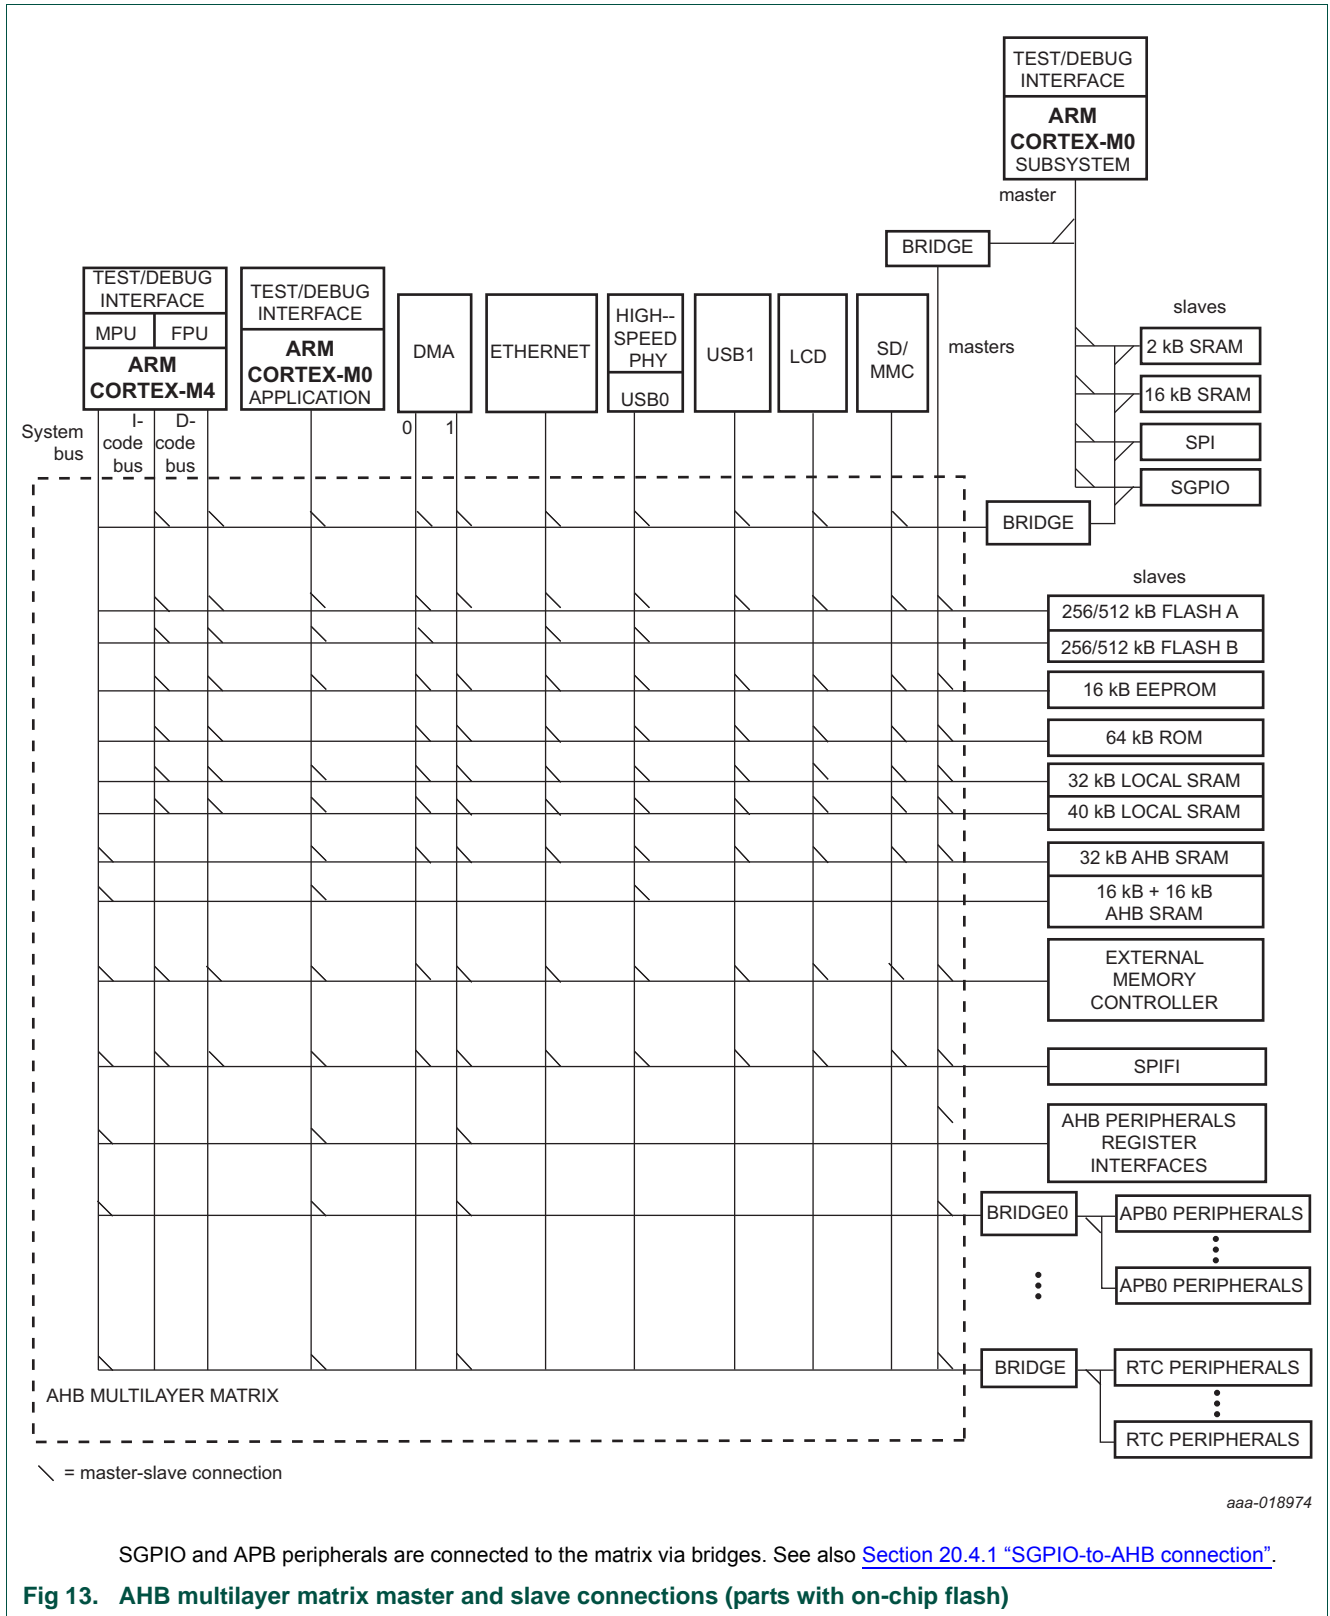 TEST/DEBUG
INTERFACE
ARM
CORTEX-M0
SUBSYSTEM
master
BRIDGE
TEST/DEBUG
INTERFACE
MPU
FPU
ARM
CORTEX-M4
TEST/DEBUG
INTERFACE
ARM
CORTEX-M0
APPLICATION
DMA
ETHERNET
HIGH--
SPEED
PHY
USB0
USB1
LCD
SD/
MMC
masters
slaves
2 kB SRAM
16 kB SRAM
SPI
SGPIO
System
bus
I-
code
bus
D-
code
bus
0
1
BRIDGE
slaves
256/512 kB FLASH A
256/512 kB FLASH B
16 kB EEPROM
64 kB ROM
32 kB LOCAL SRAM
40 kB LOCAL SRAM
32 kB AHB SRAM
16 kB + 16 kB
AHB SRAM
EXTERNAL
MEMORY
CONTROLLER
SPIFI
AHB PERIPHERALS
REGISTER
INTERFACES
BRIDGE0
APB0 PERIPHERALS
APB0 PERIPHERALS
BRIDGE
RTC PERIPHERALS
RTC PERIPHERALS
AHB MULTILAYER MATRIX
= master-slave connection
aaa-018974
SGPIO and APB peripherals are connected to the matrix via bridges. See also Section 20.4.1 “SGPIO-to-AHB connection”.
Fig 13. AHB multilayer matrix master and slave connections (parts with on-chip flash)